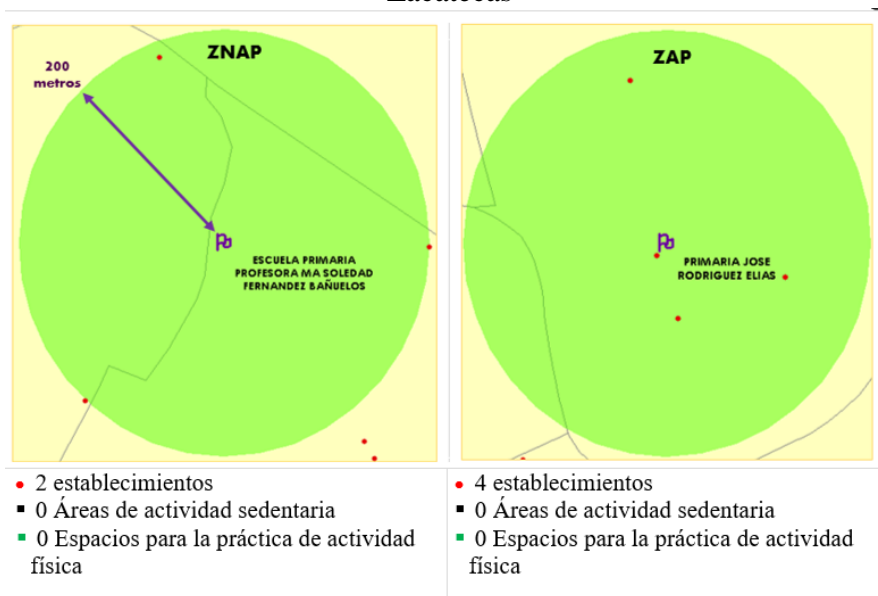 ZNAP
200
metros
ESCUELA PRIMARIA
PROFESORA MA SOLEDAD
FERNANDEZ BAÑUELOS
ZAP
PRIMARIA JOSE
RODRIGUEZ ELIAS
2 establecimientos
0 Áreas de actividad sedentaria
0 Espacios para la práctica de actividad
física
4 establecimientos
0 Áreas de actividad sedentaria
0 Espacios para la práctica de actividad
física